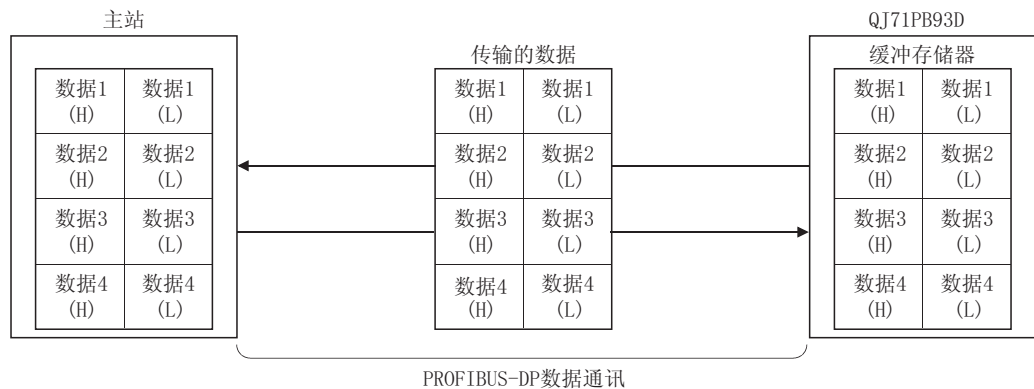 主站
QJ71PB93D
传输的数据
缓冲存储器
数据1 数据1 数据1 数据1 数据1 数据1
(H) (L) (H) (L) (H) (L)
数据2 数据2 数据2 数据2 数据2 数据2
(H) (L) (H) (L) (H) (L)
数据3 数据3 数据3 数据3 数据3 数据3
(H) (L) (H) (L) (H) (L)
数据4 数据4 数据4 数据4 数据4 数据4
(H) (L) (H) (L) (H) (L)
PROFIBUS-DP数据通讯